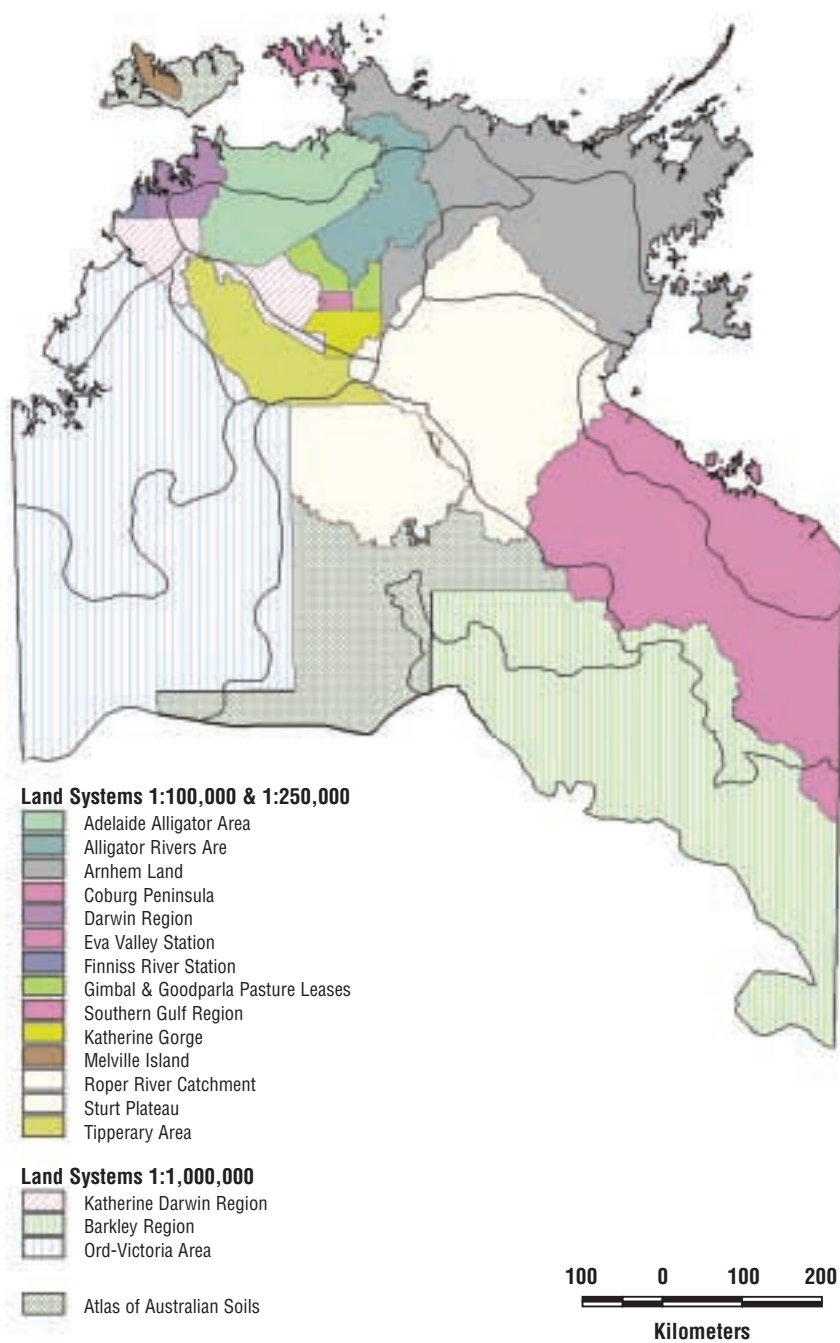 Land Systems 1:100,000 & 1:250,000
Adelaide Alligator Area
Alligator Rivers Are
Arnhem Land
Coburg Peninsula
Darwin Region
Eva Valley Station
Finniss River Station
Gimbal & Goodparla Pasture Leases
Southern Gulf Region
Katherine Gorge
Melville Island
Roper River Catchment
Sturt Plateau
Tipperary Area
Land Systems 1:1,000,000
Katherine Darwin Region
Barkley Region
Ord-Victoria Area
Atlas of Australian Soils
100 0 100 200
Kilometers